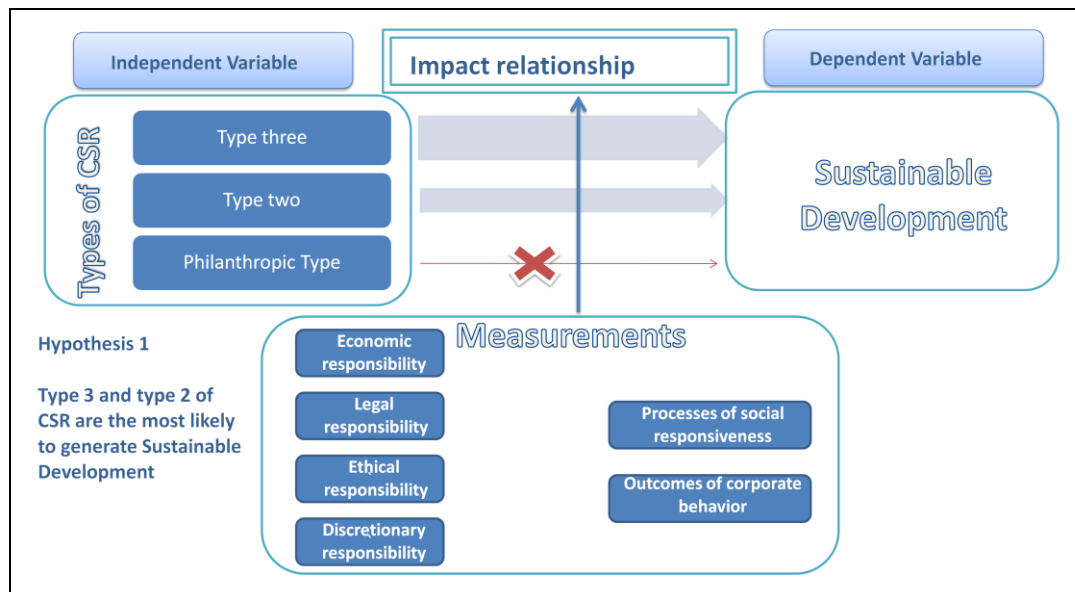 Independent Variable
Impact relationship
Dependent Variable
Types of CSR
Type three
Type two
Philanthropic Type
Sustainable
Development
Hypothesis 1
Type 3 and type 2 of
CSR are the most likely
to generate Sustainable
Development
Measurements
Economic
responsibility
Legal
responsibility
Ethical
responsibility
Discretionary
responsibility
Processes of social
responsiveness
Outcomes of corporate
behavior